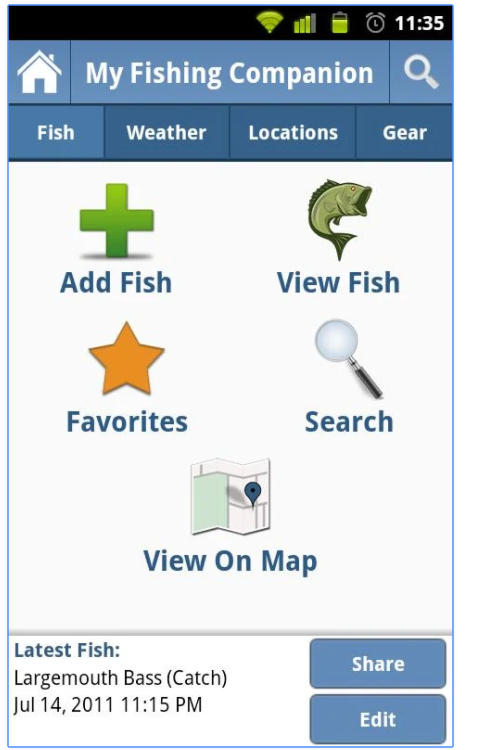 11:35
My Fishing Companion
Fish Weather Locations Gear
Add Fish View Fish
Favorites Search
View On Map
Latest Fish:
Largemouth Bass (Catch)
Jul 14, 2011 11:15 PM
Share
Edit